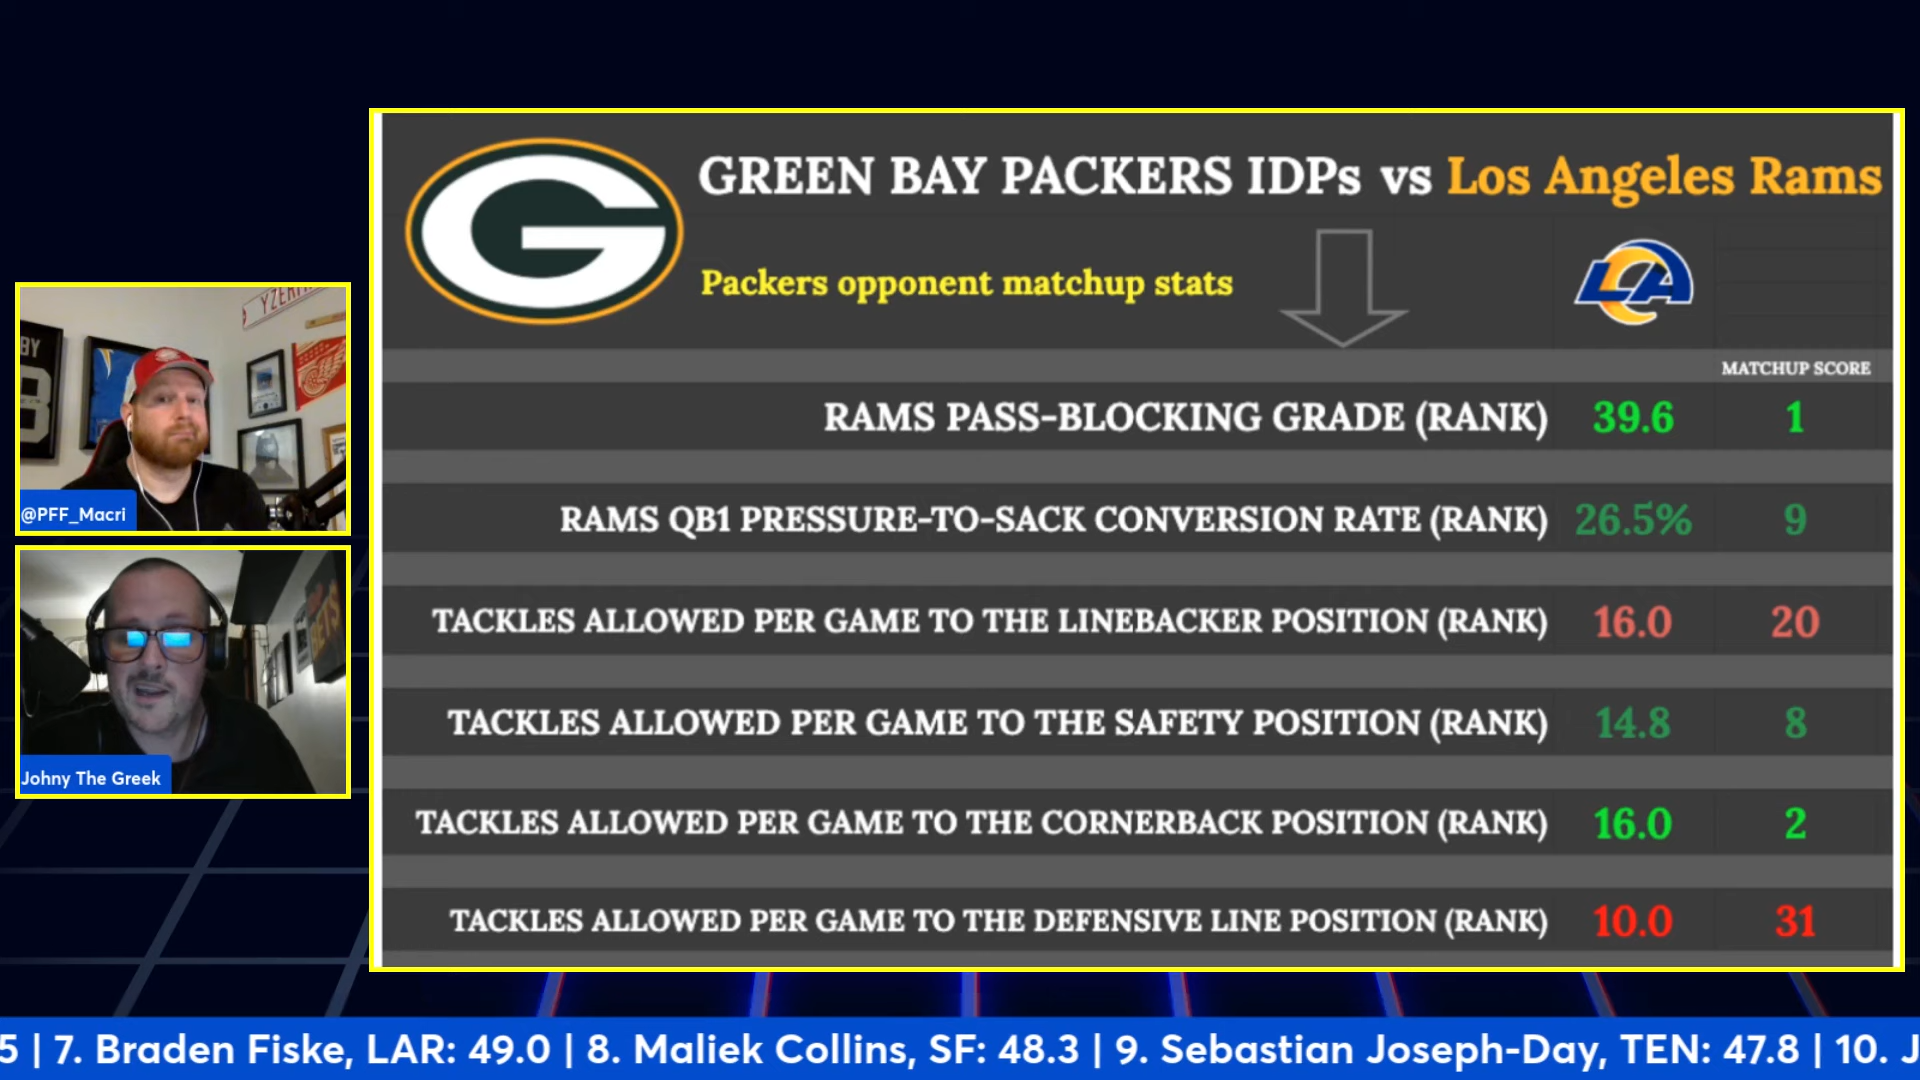 GREEN BAY PACKERS IDPs vs Los Angeles Rams
Packers opponent matchup stats
MATCHUP SCORE
RAMS PASS-BLOCKING GRADE (RANK) 39.6 1
RAMS QB1 PRESSURE-TO-SACK CONVERSION RATE (RANK) 26.5% 9
TACKLES ALLOWED PER GAME TO THE LINEBACKER POSITION (RANK) 16.0 20
TACKLES ALLOWED PER GAME TO THE SAFETY POSITION (RANK) 14.8 8
TACKLES ALLOWED PER GAME TO THE CORNERBACK POSITION (RANK) 16.0 2
TACKLES ALLOWED PER GAME TO THE DEFENSIVE LINE POSITION (RANK) 10.0 31
@PFF_Macri
Johny The Greek
5 | 7. Braden Fiske, LAR: 49.0 | 8. Maliek Collins, SF: 48.3 | 9. Sebastian Joseph-Day, TEN: 47.8 | 10. J